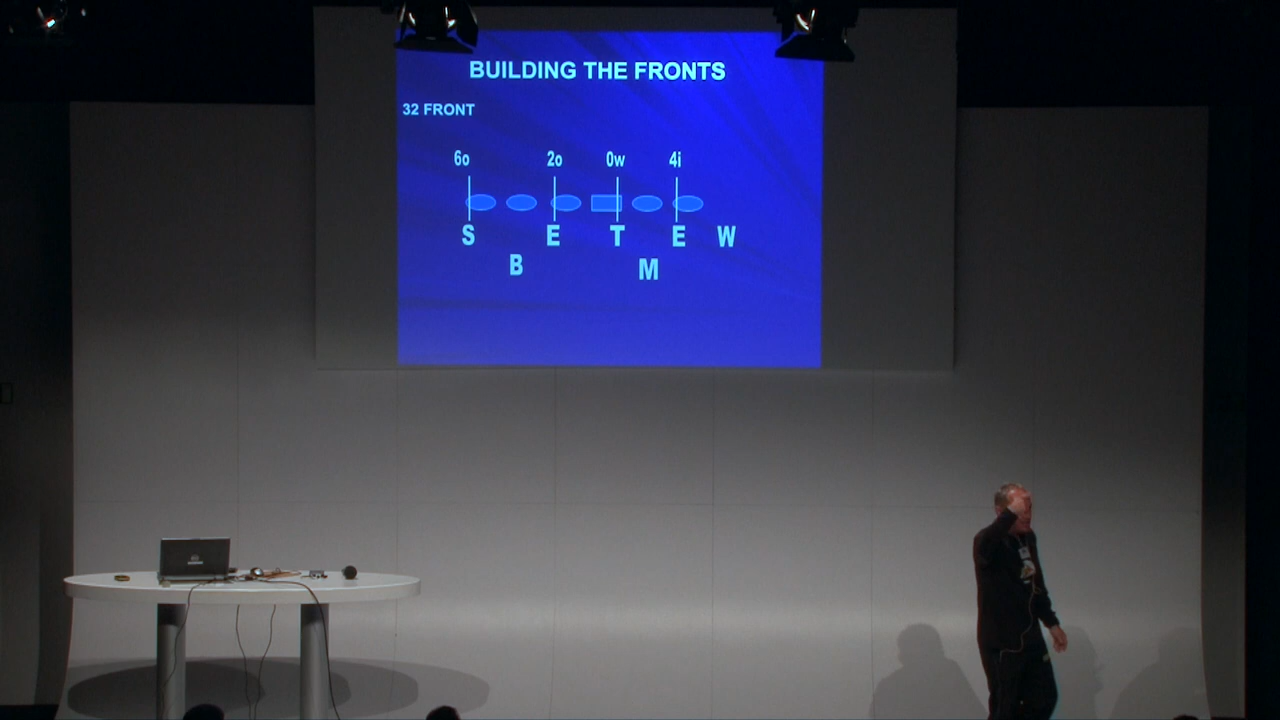 BUILDING THE FRONTS
32 FRONT
6o 2o 0w 4i
S E T E W
B M